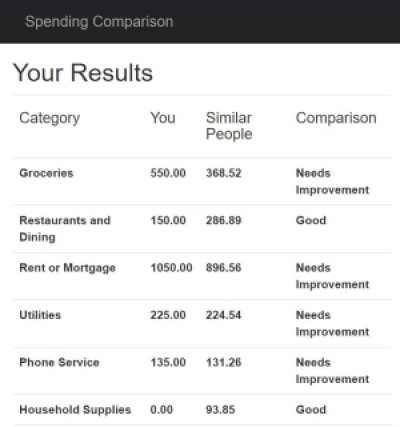 Spending Comparison
Your Results
Category You Similar People Comparison
Groceries 550.00 368.52 Needs Improvement
Restaurants and Dining 150.00 286.89 Good
Rent or Mortgage 1050.00 896.56 Needs Improvement
Utilities 225.00 224.54 Needs Improvement
Phone Service 135.00 131.26 Needs Improvement
Household Supplies 0.00 93.85 Good